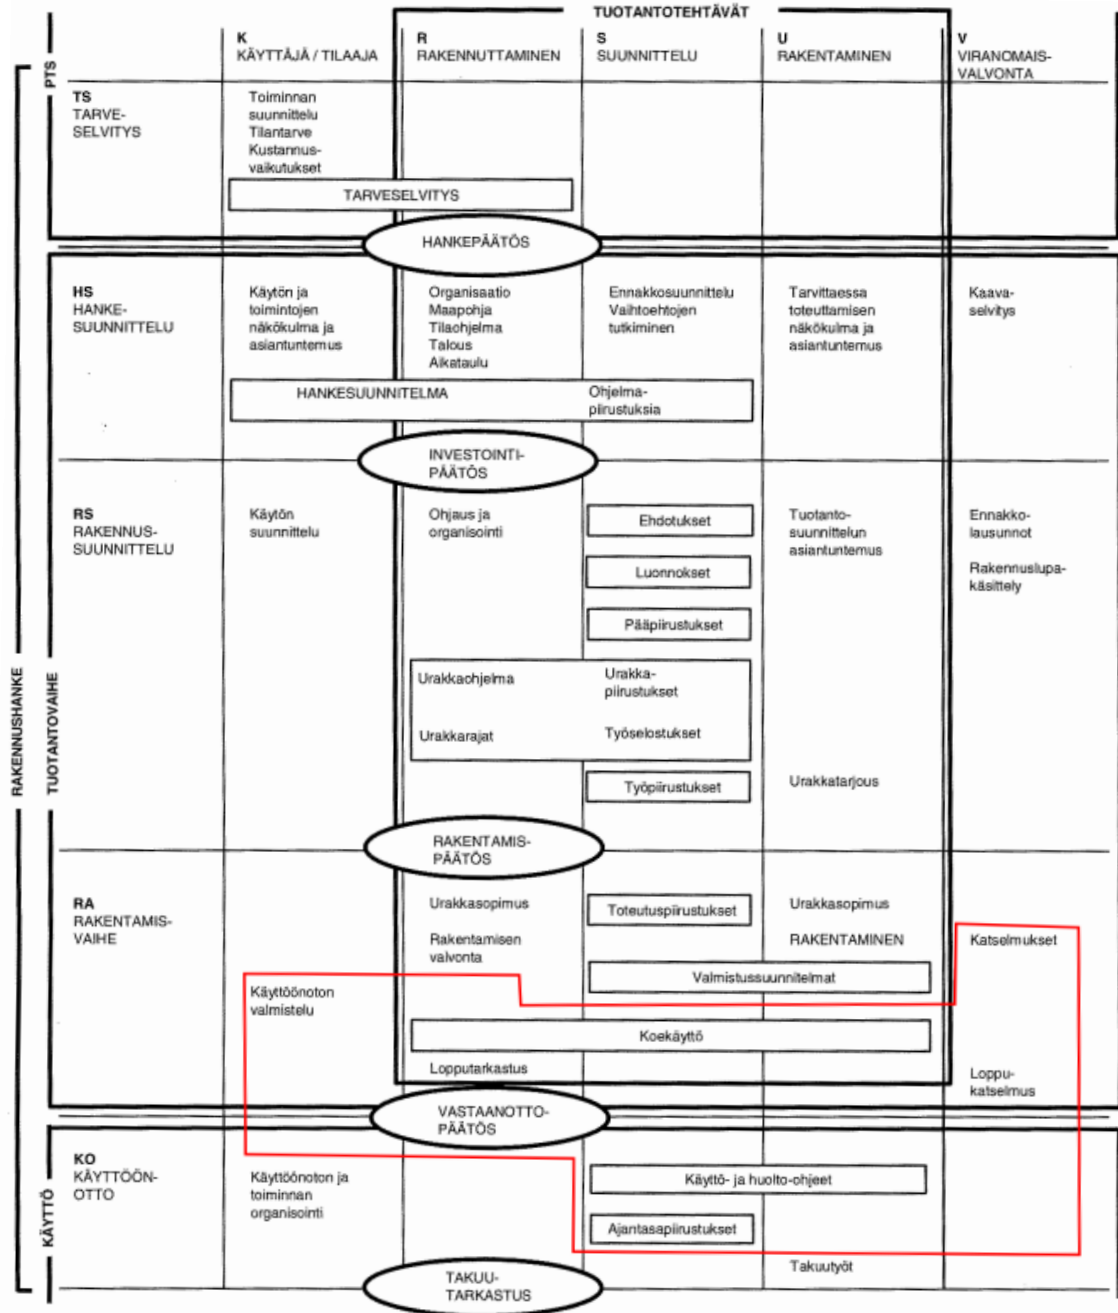 TUOTANTOTEHTÄVÄT
K
KÄYTTÄJÄ / TILAAJA
R
RAKENNUTTAMINEN
S
SUUNNITTELU
U
RAKENTAMINEN
V
VIRANOMAIS-
VALVONTA
RAKENNUSHANKE
PTS
TUOTANTOVAIHE
KÄYTTÖ
TS
TARVE-
SELVITYS
Toiminnan
suunnittelu
Tilantarve
Kustannus-
vaikutukset
TARVESELVITYS
HANKEPÄÄTÖS
HS
HANKE-
SUUNNITTELU
Käytön ja
toimintojen
näkökulma ja
asiantuntemus
Organisaatio
Maapohja
Tilaohjelma
Talous
Aikataulu
Ennakkosuunnittelu
Vaihtoehtojen
tutkiminen
Tarvittaessa
toteuttamisen
näkökulma ja
asiantuntemus
Kaava-
selvitys
HANKESUUNNITELMA
Ohjelma-
piirustuksia
INVESTOINTI-
PÄÄTÖS
RS
RAKENNUS-
SUUNNITTELU
Käytön
suunnittelu
Ohjaus ja
organisointi
Ehdotukset
Luonnokset
Pääpiirustukset
Tuotanto-
suunnittelun
asiantuntemus
Ennakko-
lausunnot
Rakennuslupa-
käsittely
Urakkaohjelma
Urakka-
piirustukset
Urakkarajat
Työselostukset
Työpiirustukset
Urakkatarjous
RAKENTAMIS-
PÄÄTÖS
RA
RAKENTAMIS-
VAIHE
Urakkasopimus
Toteutuspiirustukset
Urakkasopimus
Rakentamisen
valvonta
RAKENTAMINEN
Katselmukset
Valmistussuunnitelmat
Käyttöönoton
valmistelu
Koekäyttö
Lopputarkastus
Loppu-
katselmus
VASTAANOTTO-
PÄÄTÖS
KO
KÄYTTÖÖN-
OTTO
Käyttöönoton ja
toiminnan
organisointi
Käyttö- ja huolto-ohjeet
Ajantasapiirustukset
Takuutyöt
TAKUU-
TARKASTUS